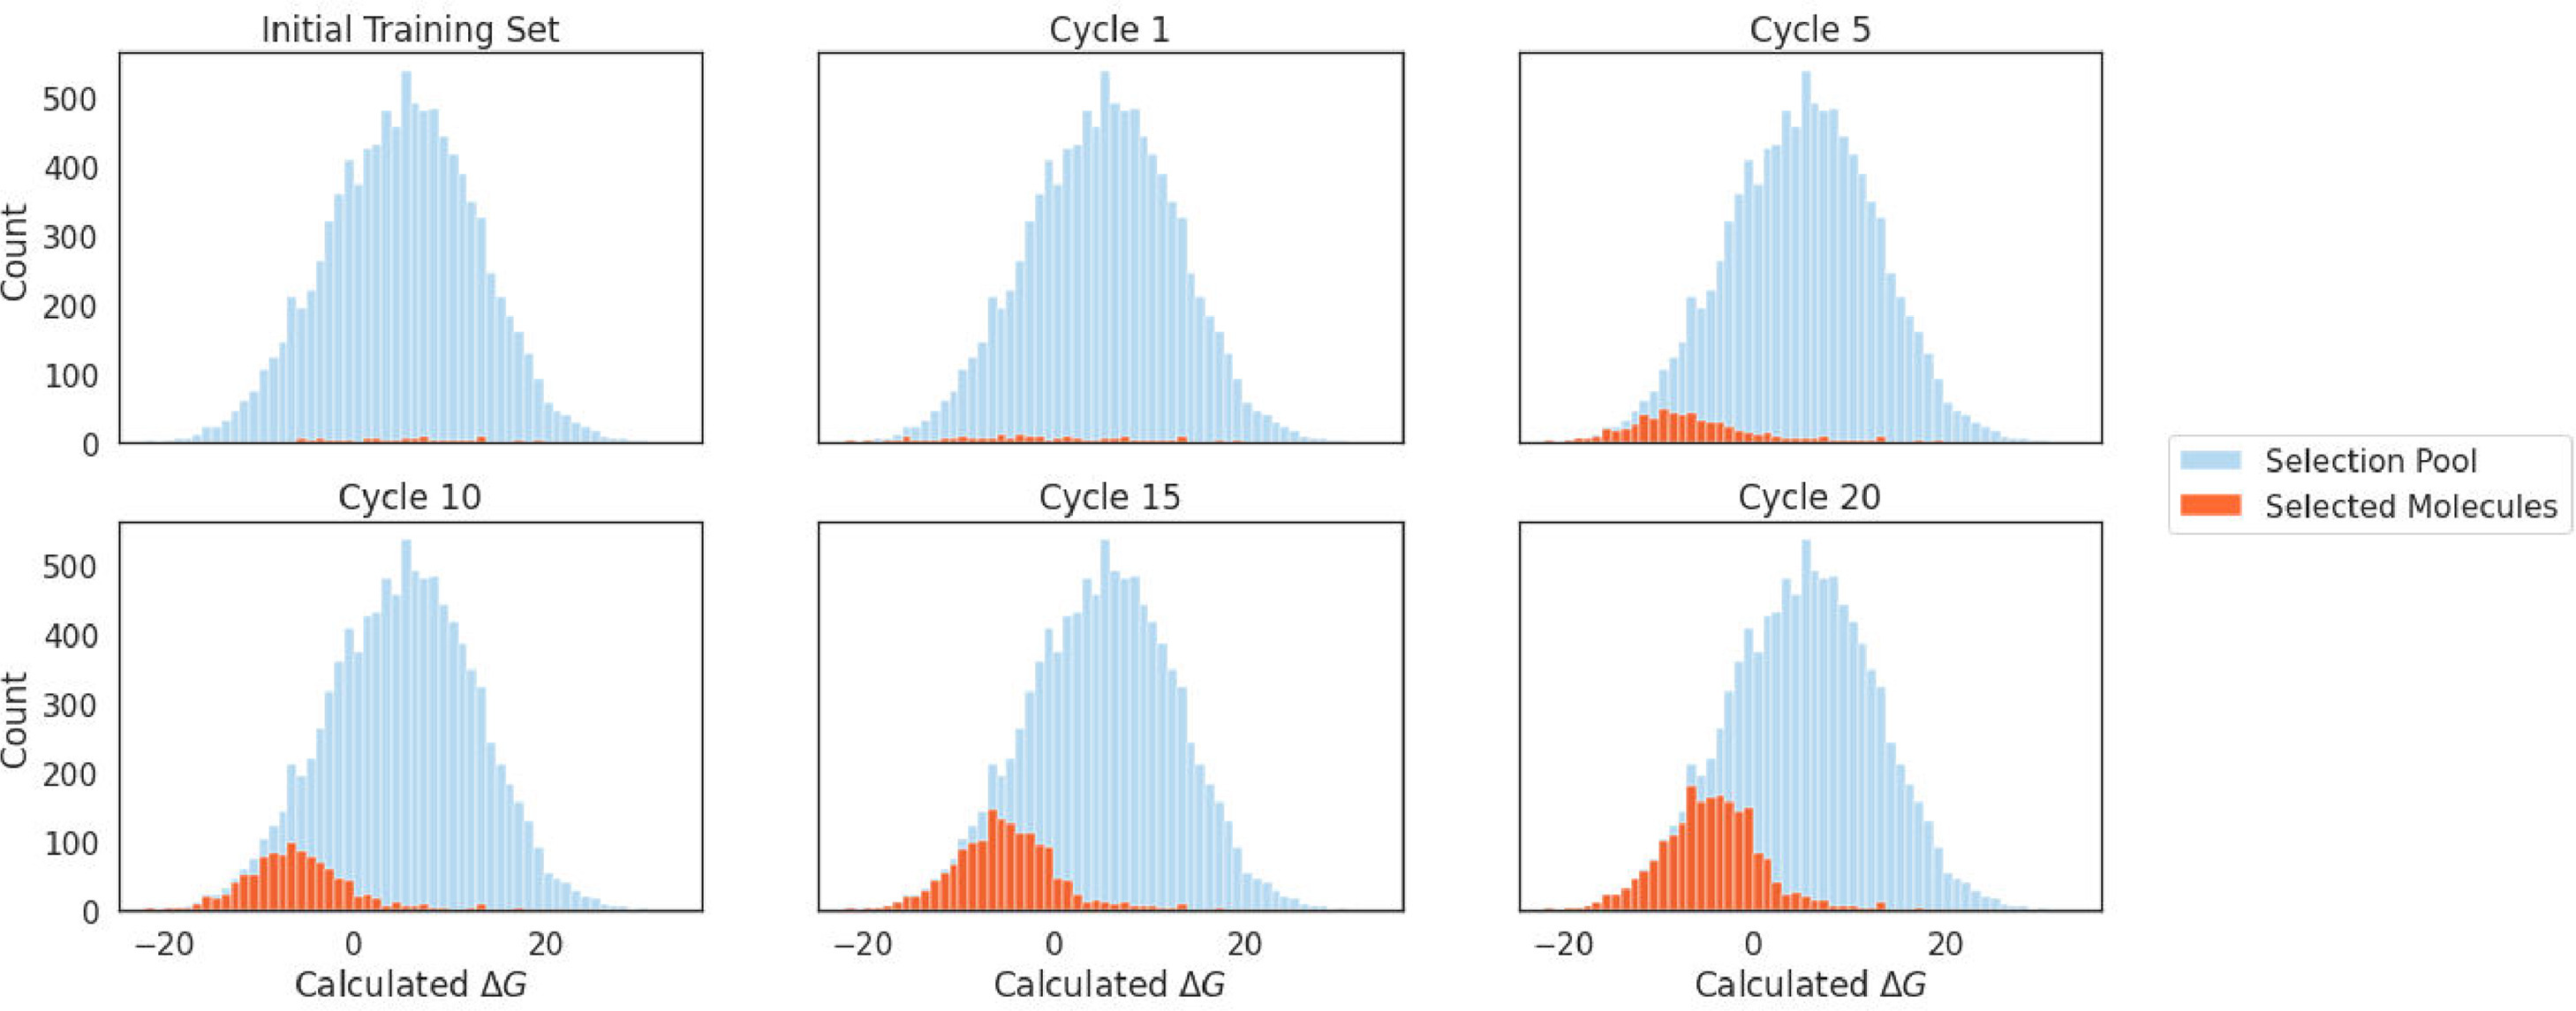 Initial Training Set
Cycle 1
Cycle 5
Count
500
400
300
200
100
0
Cycle 10
Cycle 15
Cycle 20
Count
500
400
300
200
100
0
−20 0 20
−20 0 20
−20 0 20
Calculated ΔG
Calculated ΔG
Calculated ΔG
Selection Pool
Selected Molecules